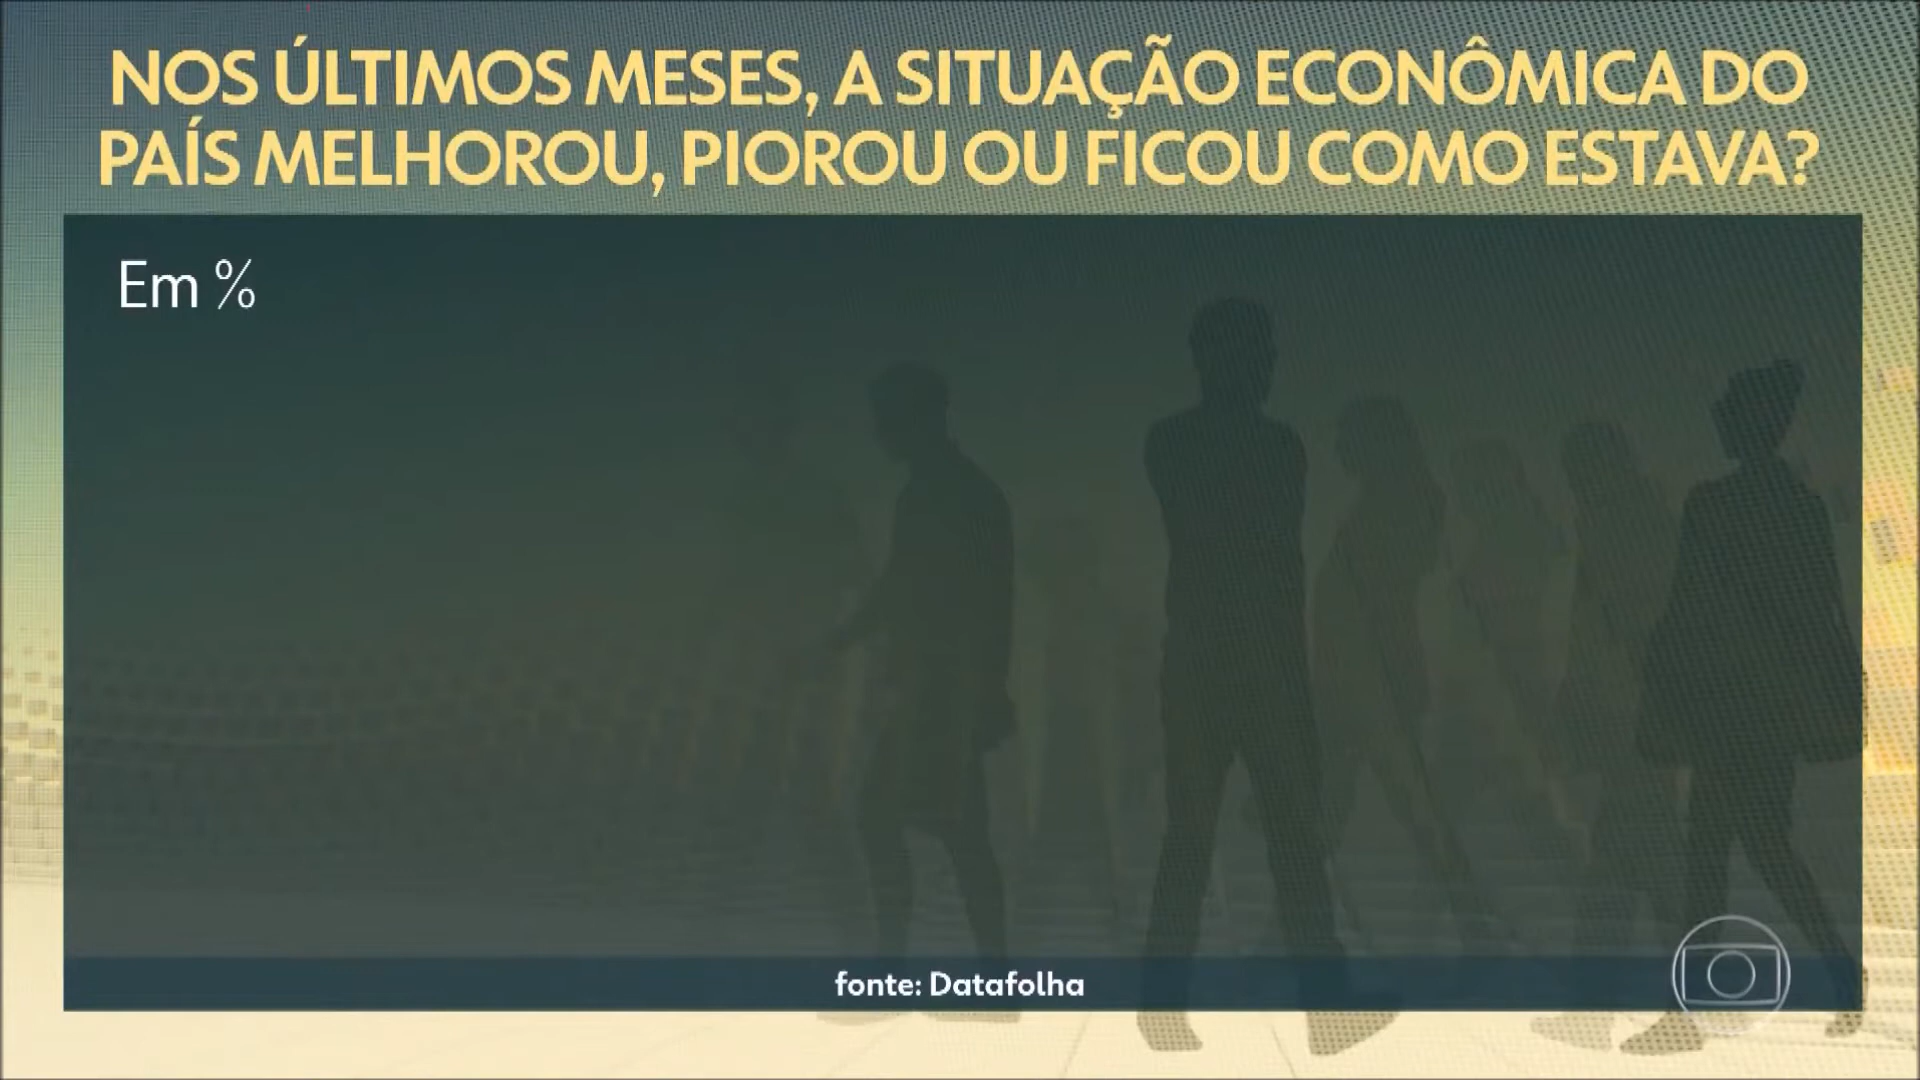 NOS ÚLTIMOS MESES, A SITUAÇÃO ECONÔMICA DO
PAÍS MELHOROU, PIOROU OU FICOU COMO ESTAVA?
Em %
fonte: Datafolha